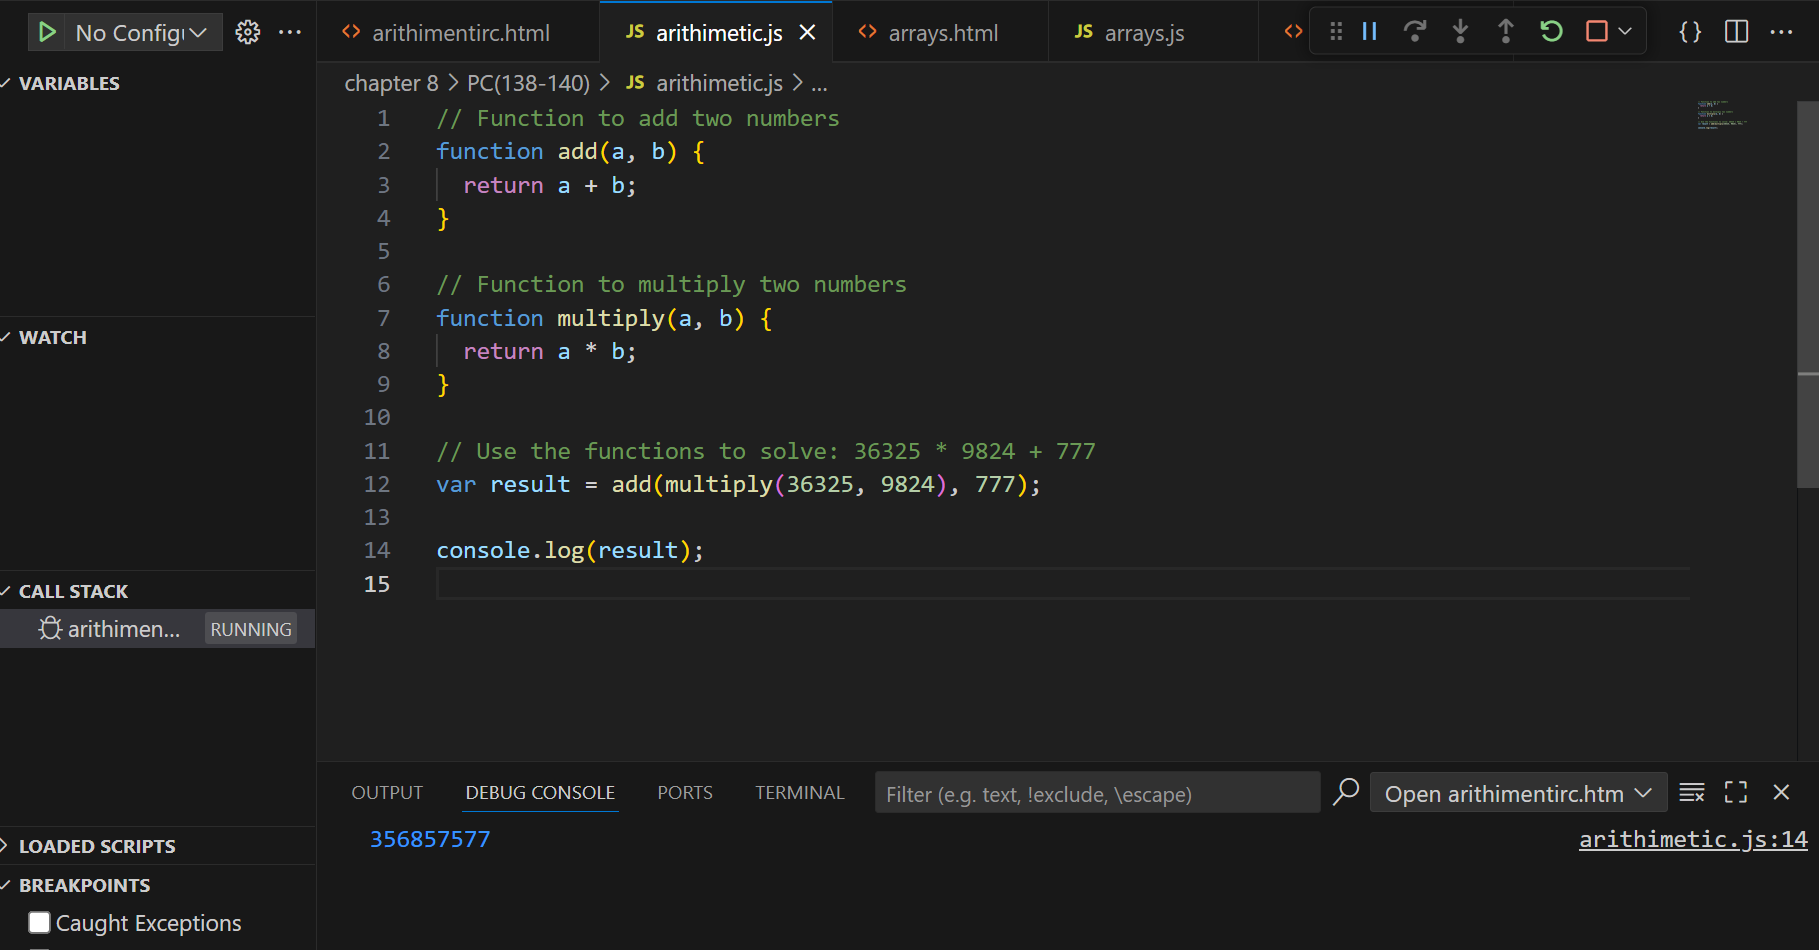 No Config
arithimentirc.html
JS arithimetic.js
arrays.html
JS arrays.js
VARIABLES
chapter 8 > PC(138-140) > JS arithimetic.js > ...
1 // Function to add two numbers
2 function add(a, b) {
3 return a + b;
4 }
5
6 // Function to multiply two numbers
7 function multiply(a, b) {
8 return a * b;
9 }
10
11 // Use the functions to solve: 36325 * 9824 + 777
12 var result = add(multiply(36325, 9824), 777);
13
14 console.log(result);
15
WATCH
CALL STACK
arithimen... RUNNING
LOADED SCRIPTS
BREAKPOINTS
Caught Exceptions
OUTPUT DEBUG CONSOLE PORTS TERMINAL
Filter (e.g. text, !exclude, \escape)
Open arithimentirc.htm
356857577 arithimetic.js:14